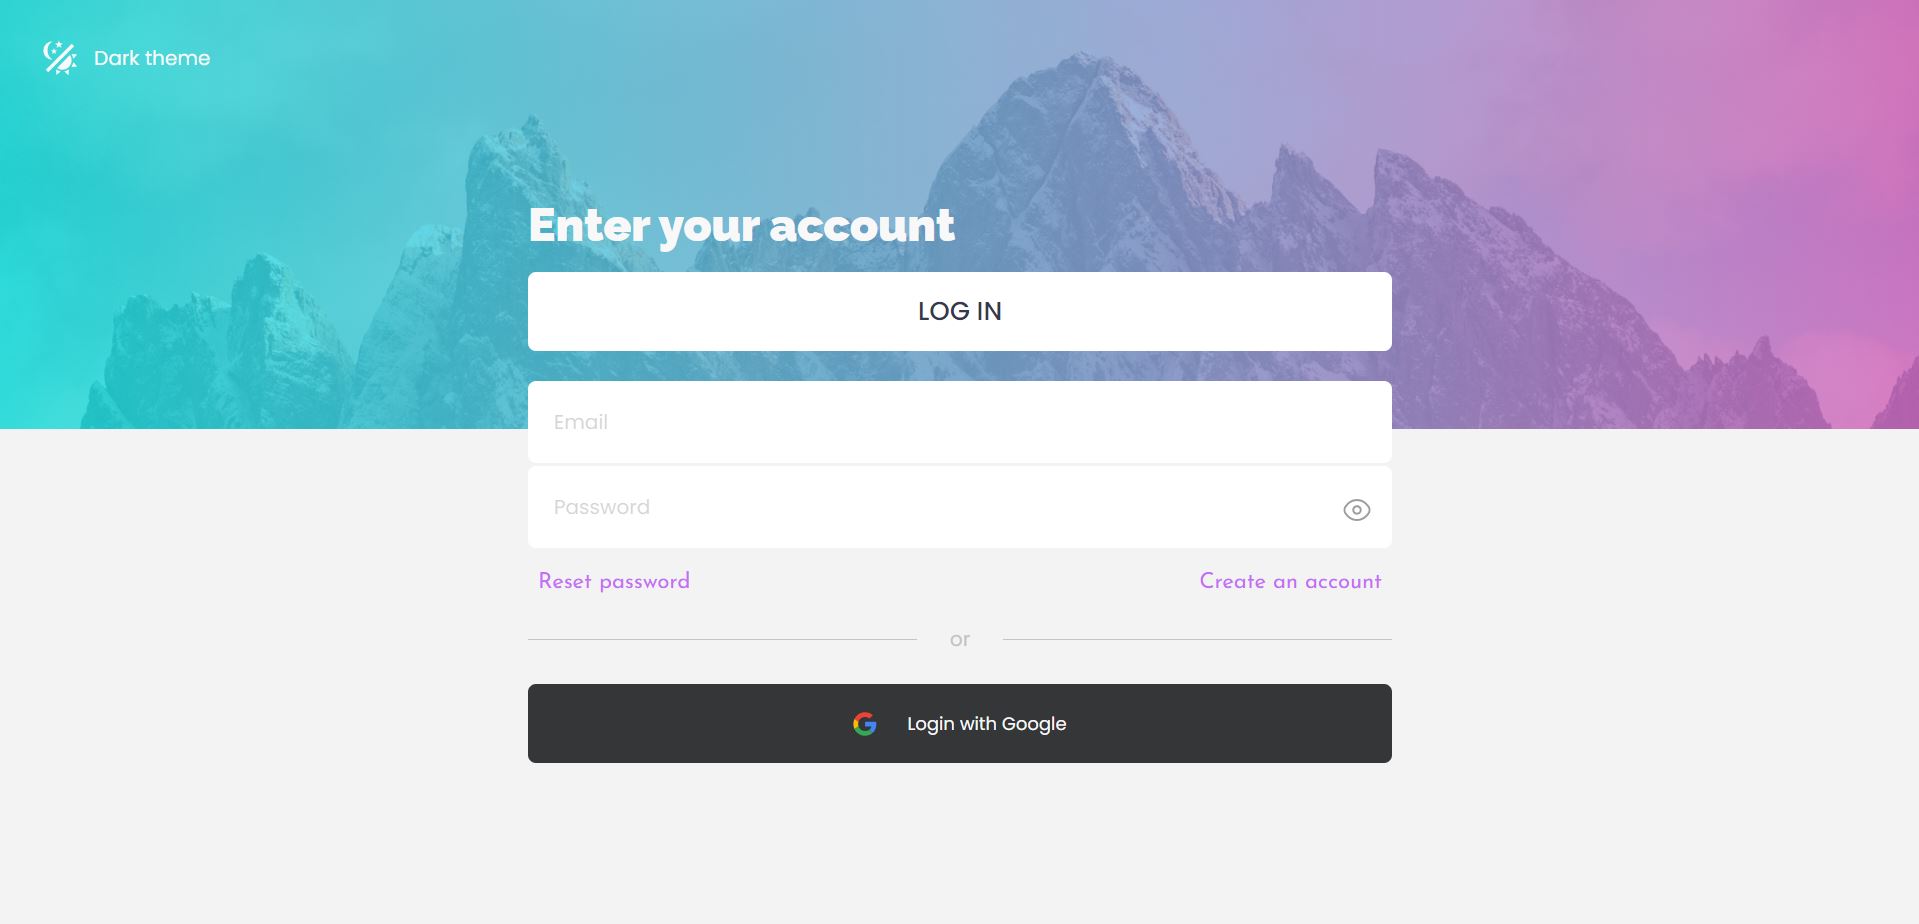 Dark theme
Enter your account
LOG IN
Email
Password
Reset password
Create an account
or
Login with Google